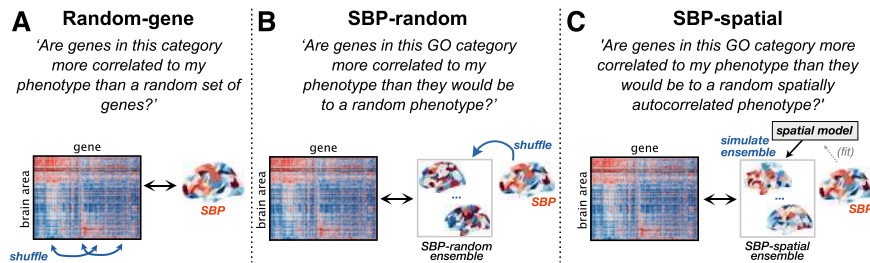 A
Random-gene
‘Are genes in this category
more correlated to my
phenotype than a random set of
genes?’
gene
brain area
SBP
shuffle
B
SBP-random
‘Are genes in this GO category
more correlated to my
phenotype than they would be
to a random phenotype?’
gene
brain area
shuffle
...
SBP
SBP-random
ensemble
C
SBP-spatial
'Are genes in this GO category more
correlated to my phenotype than they
would be to a random spatially
autocorrelated phenotype?'
gene
brain area
spatial model
simulate
ensemble
(fit)
...
SBP
SBP-spatial
ensemble